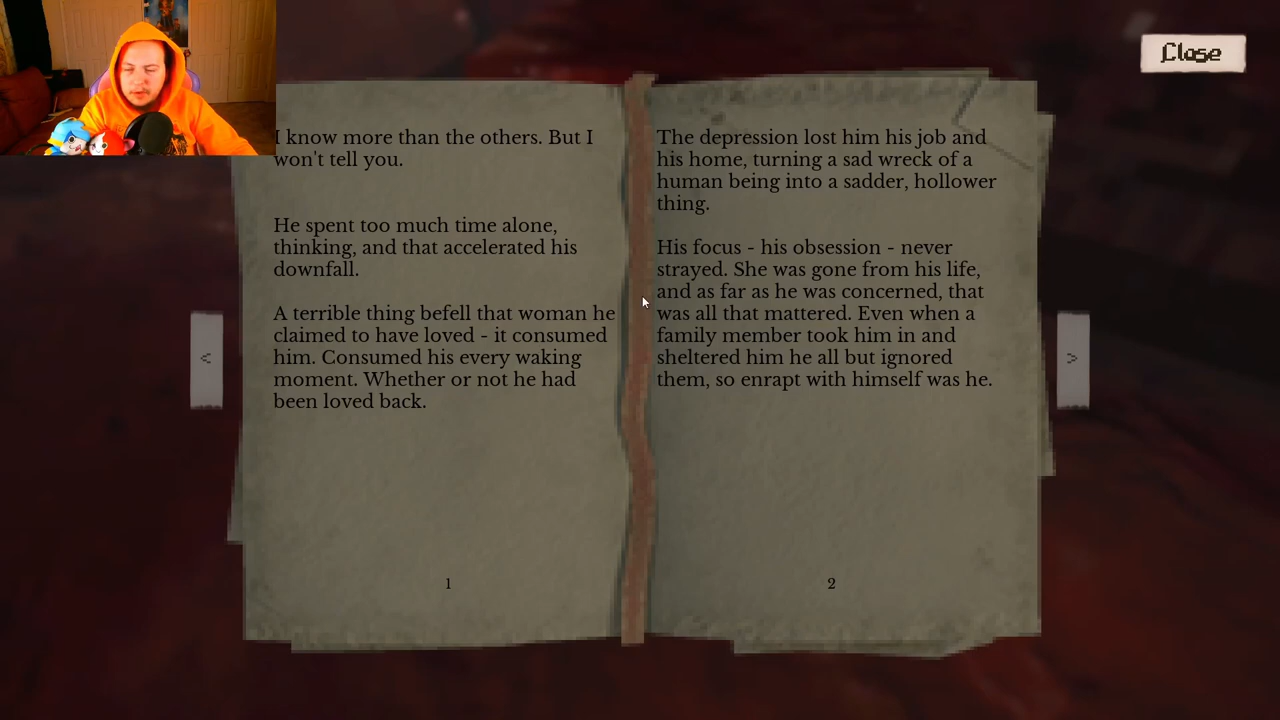 Close
I know more than the others. But I
won't tell you.
He spent too much time alone,
thinking, and that accelerated his
downfall.
A terrible thing befell that woman he
claimed to have loved - it consumed
him. Consumed his every waking
moment. Whether or not he had
been loved back.
1
The depression lost him his job and
his home, turning a sad wreck of a
human being into a sadder, hollower
thing.
His focus - his obsession - never
strayed. She was gone from his life,
and as far as he was concerned, that
was all that mattered. Even when a
family member took him in and
sheltered him he all but ignored
them, so enrapt with himself was he.
2
<
>